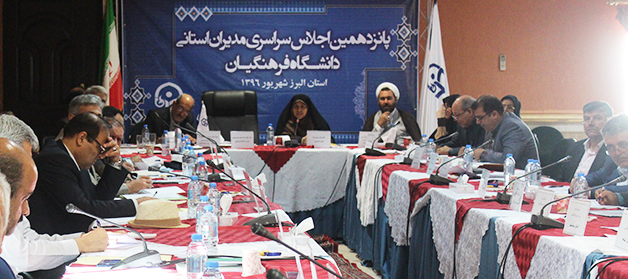 پانزدهمین اجلاس سراسری مدیران استانی
دانشگاه فرهنگیان
استان البرز شهریور ۱۳۹۶